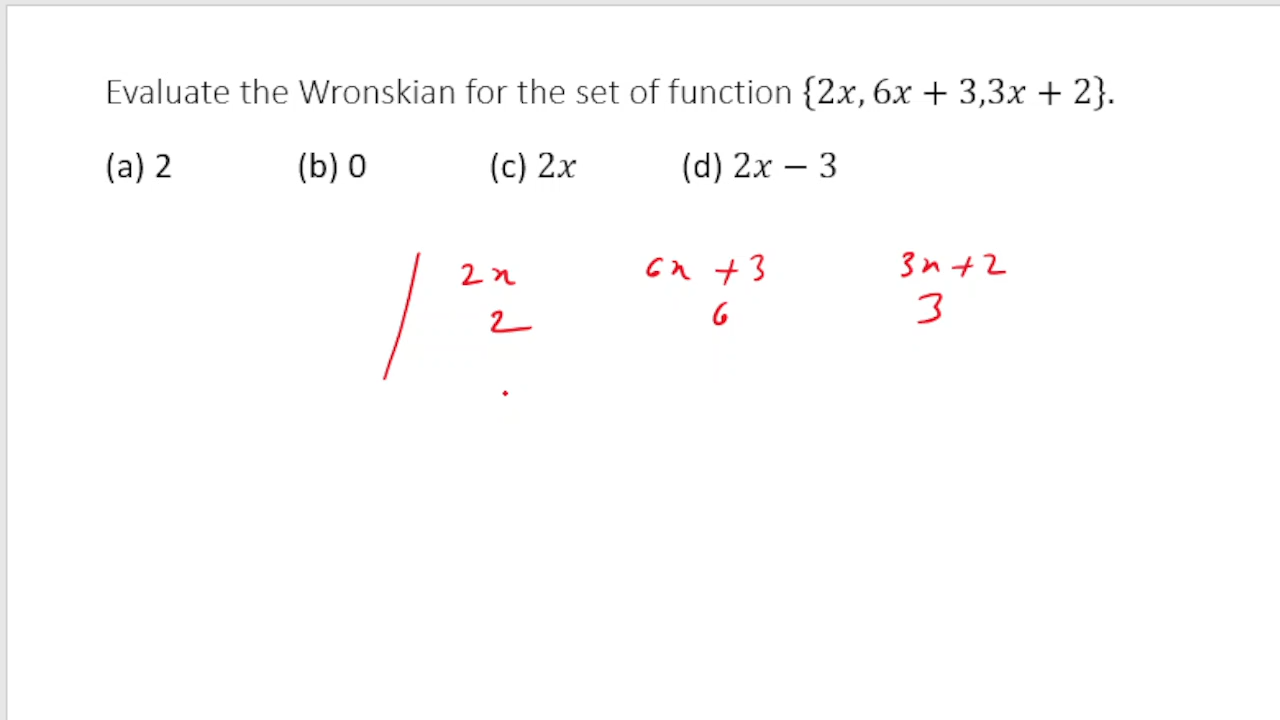 Evaluate the Wronskian for the set of function {2x, 6x + 3,3x + 2}.
(a) 2 (b) 0 (c) 2x (d) 2x − 3
2x 6x + 3 3x + 2
2 6 3